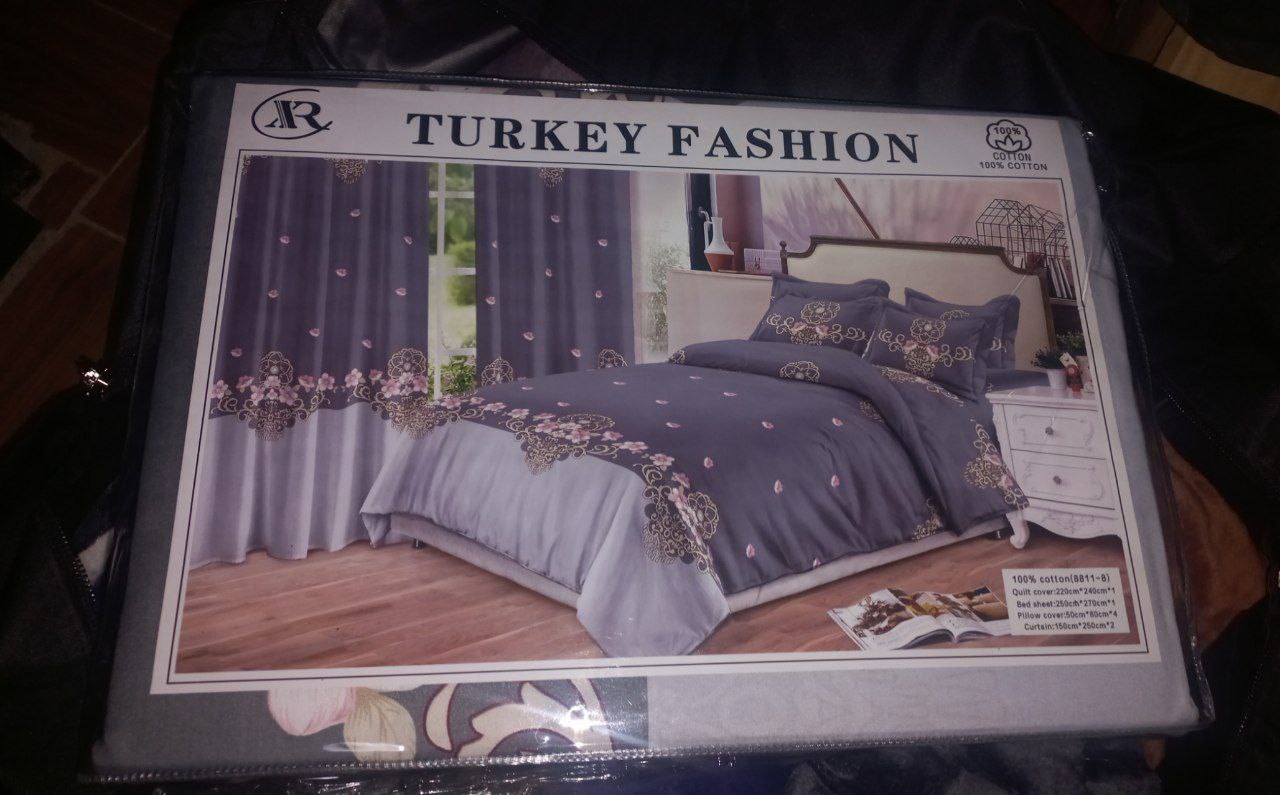 XR
TURKEY FASHION
100%
COTTON
100% COTTON
100% cotton(8811-8)
Quilt cover:220cm*240cm*1
Bed sheet:250cm*270cm*1
Pillow cover:50cm*80cm*4
Curtain:150cm*250cm*2